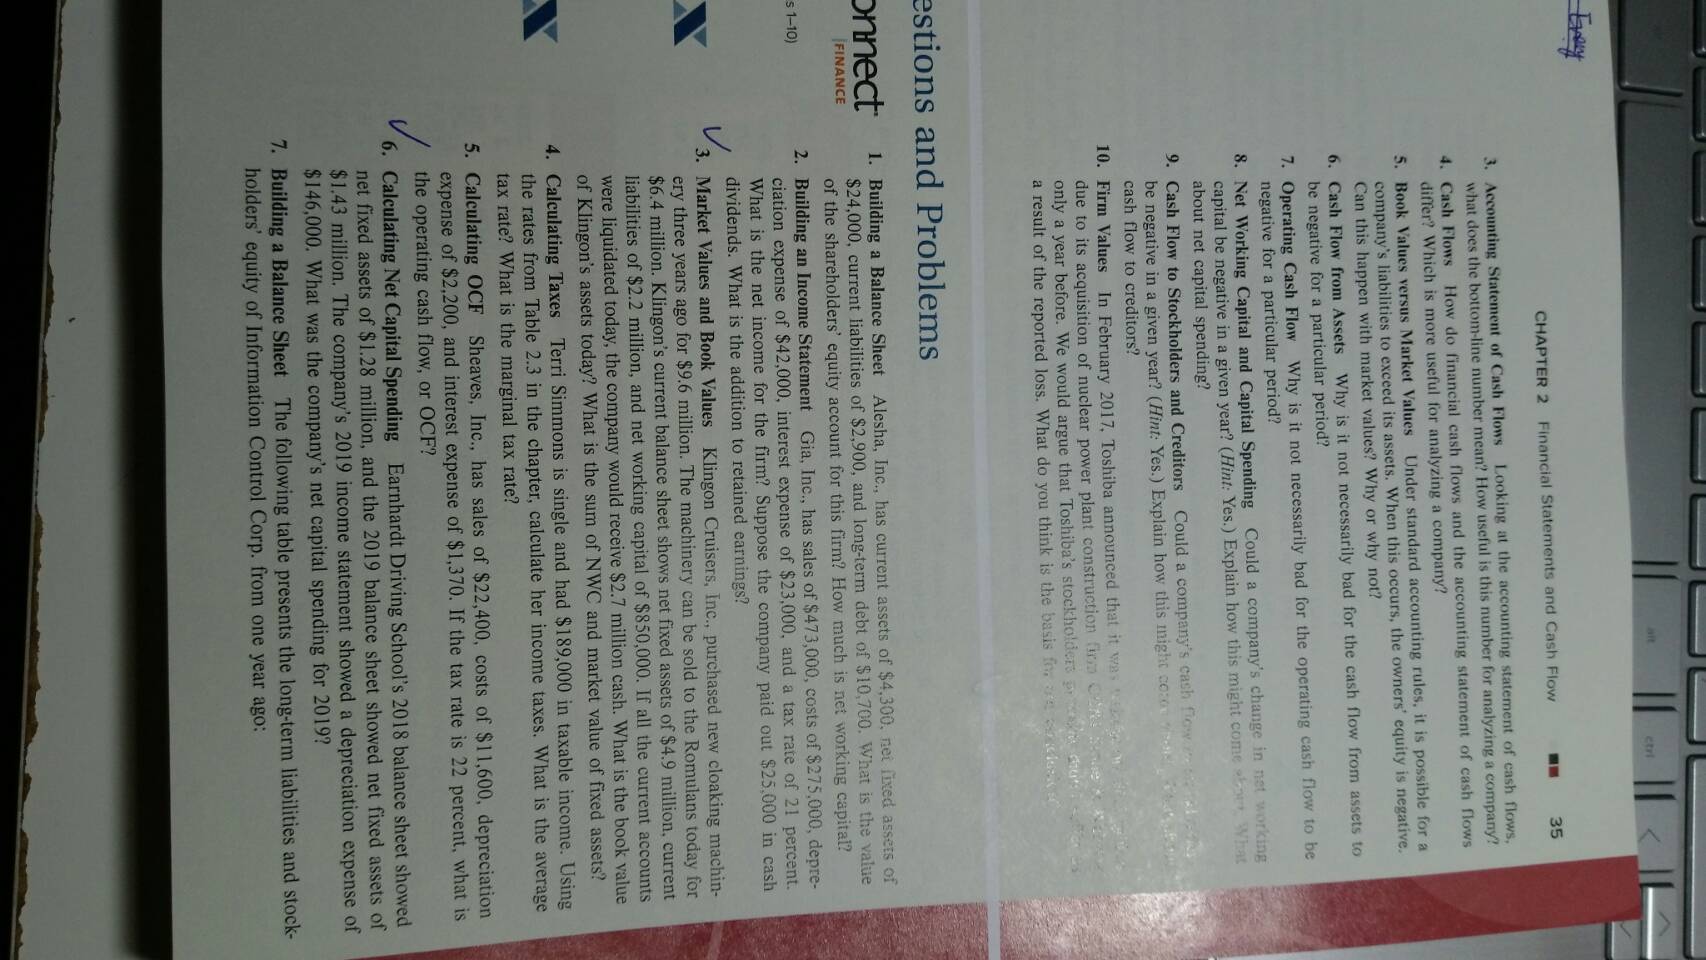 alt
ctrl
Every
CHAPTER 2 Financial Statements and Cash Flow 35
3. Accounting Statement of Cash Flows Looking at the accounting statement of cash flows,
what does the bottom-line number mean? How useful is this number for analyzing a company?
4. Cash Flows How do financial cash flows and the accounting statement of cash flows
differ? Which is more useful for analyzing a company?
5. Book Values versus Market Values Under standard accounting rules, it is possible for a
company's liabilities to exceed its assets. When this occurs, the owners' equity is negative.
Can this happen with market values? Why or why not?
6. Cash Flow from Assets Why is it not necessarily bad for the cash flow from assets to
be negative for a particular period?
7. Operating Cash Flow Why is it not necessarily bad for the operating cash flow to be
negative for a particular period?
8. Net Working Capital and Capital Spending Could a company's change in net working
capital be negative in a given year? (Hint: Yes.) Explain how this might come about. What
about net capital spending?
9. Cash Flow to Stockholders and Creditors Could a company's cash flow
be negative in a given year? (Hint: Yes.) Explain how this might come
cash flow to creditors?
10. Firm Values In February 2017, Toshiba announced that it was
due to its acquisition of nuclear power plant construction firm
only a year before. We would argue that Toshiba's stockholders
a result of the reported loss. What do you think is the basis for
estions and Problems
onnect
FINANCE
s 1–10)
1. Building a Balance Sheet Alesha, Inc., has current assets of $4,300, net fixed assets of
$24,000, current liabilities of $2,900, and long-term debt of $10,700. What is the value
of the shareholders' equity account for this firm? How much is net working capital?
2. Building an Income Statement Gia, Inc., has sales of $473,000, costs of $275,000, depre-
ciation expense of $42,000, interest expense of $23,000, and a tax rate of 21 percent.
What is the net income for the firm? Suppose the company paid out $25,000 in cash
dividends. What is the addition to retained earnings?
3. Market Values and Book Values Klingon Cruisers, Inc., purchased new cloaking machin-
ery three years ago for $9.6 million. The machinery can be sold to the Romulans today for
$6.4 million. Klingon's current balance sheet shows net fixed assets of $4.9 million, current
liabilities of $2.2 million, and net working capital of $850,000. If all the current accounts
were liquidated today, the company would receive $2.7 million cash. What is the book value
of Klingon's assets today? What is the sum of NWC and market value of fixed assets?
4. Calculating Taxes Terri Simmons is single and had $189,000 in taxable income. Using
the rates from Table 2.3 in the chapter, calculate her income taxes. What is the average
tax rate? What is the marginal tax rate?
5. Calculating OCF Sheaves, Inc., has sales of $22,400, costs of $11,600, depreciation
expense of $2,200, and interest expense of $1,370. If the tax rate is 22 percent, what is
the operating cash flow, or OCF?
6. Calculating Net Capital Spending Earnhardt Driving School's 2018 balance sheet showed
net fixed assets of $1.28 million, and the 2019 balance sheet showed net fixed assets of
$1.43 million. The company's 2019 income statement showed a depreciation expense of
$146,000. What was the company's net capital spending for 2019?
7. Building a Balance Sheet The following table presents the long-term liabilities and stock-
holders' equity of Information Control Corp. from one year ago: